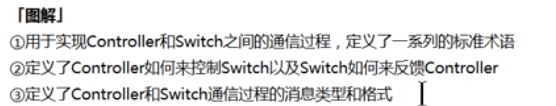 「图解」
①用于实现Controller和Switch之间的通信过程，定义了一系列的标准术语
②定义了Controller如何来控制Switch以及Switch如何来反馈Controller
③定义了Controller和Switch通信过程的消息类型和格式